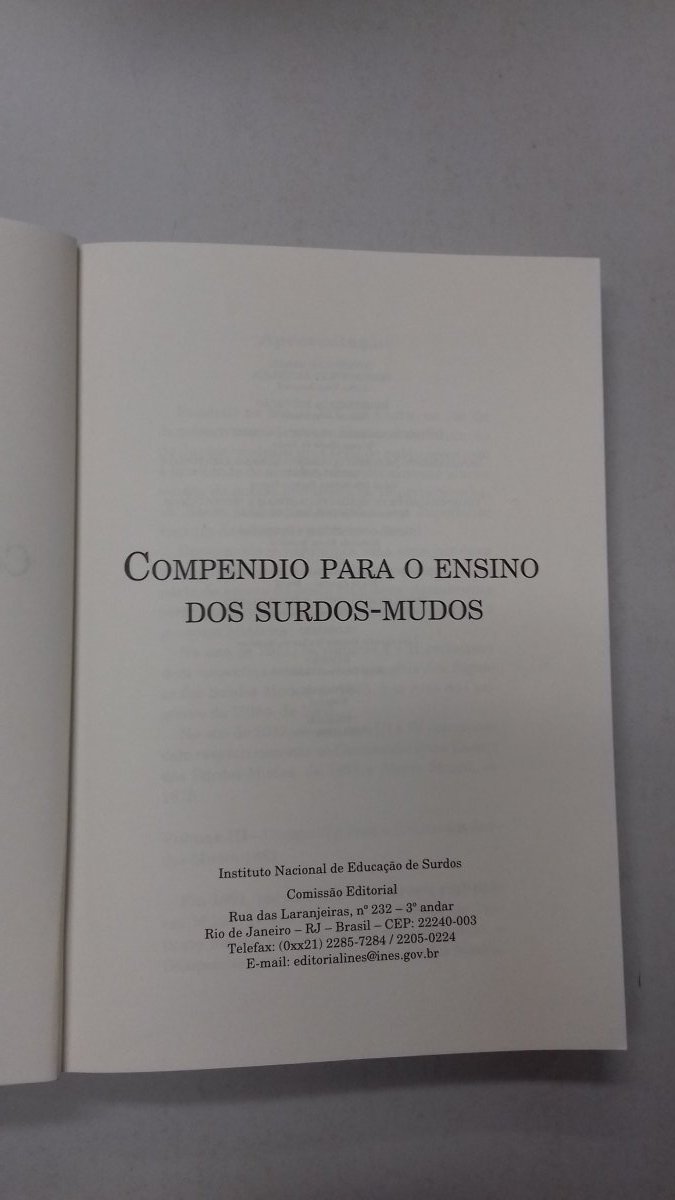 COMPENDIO PARA O ENSINO
DOS SURDOS-MUDOS
Instituto Nacional de Educação de Surdos
Comissão Editorial
Rua das Laranjeiras, nº 232 – 3º andar
Rio de Janeiro – RJ – Brasil – CEP: 22240-003
Telefax: (0xx21) 2285-7284 / 2205-0224
E-mail: editorialines@ines.gov.br